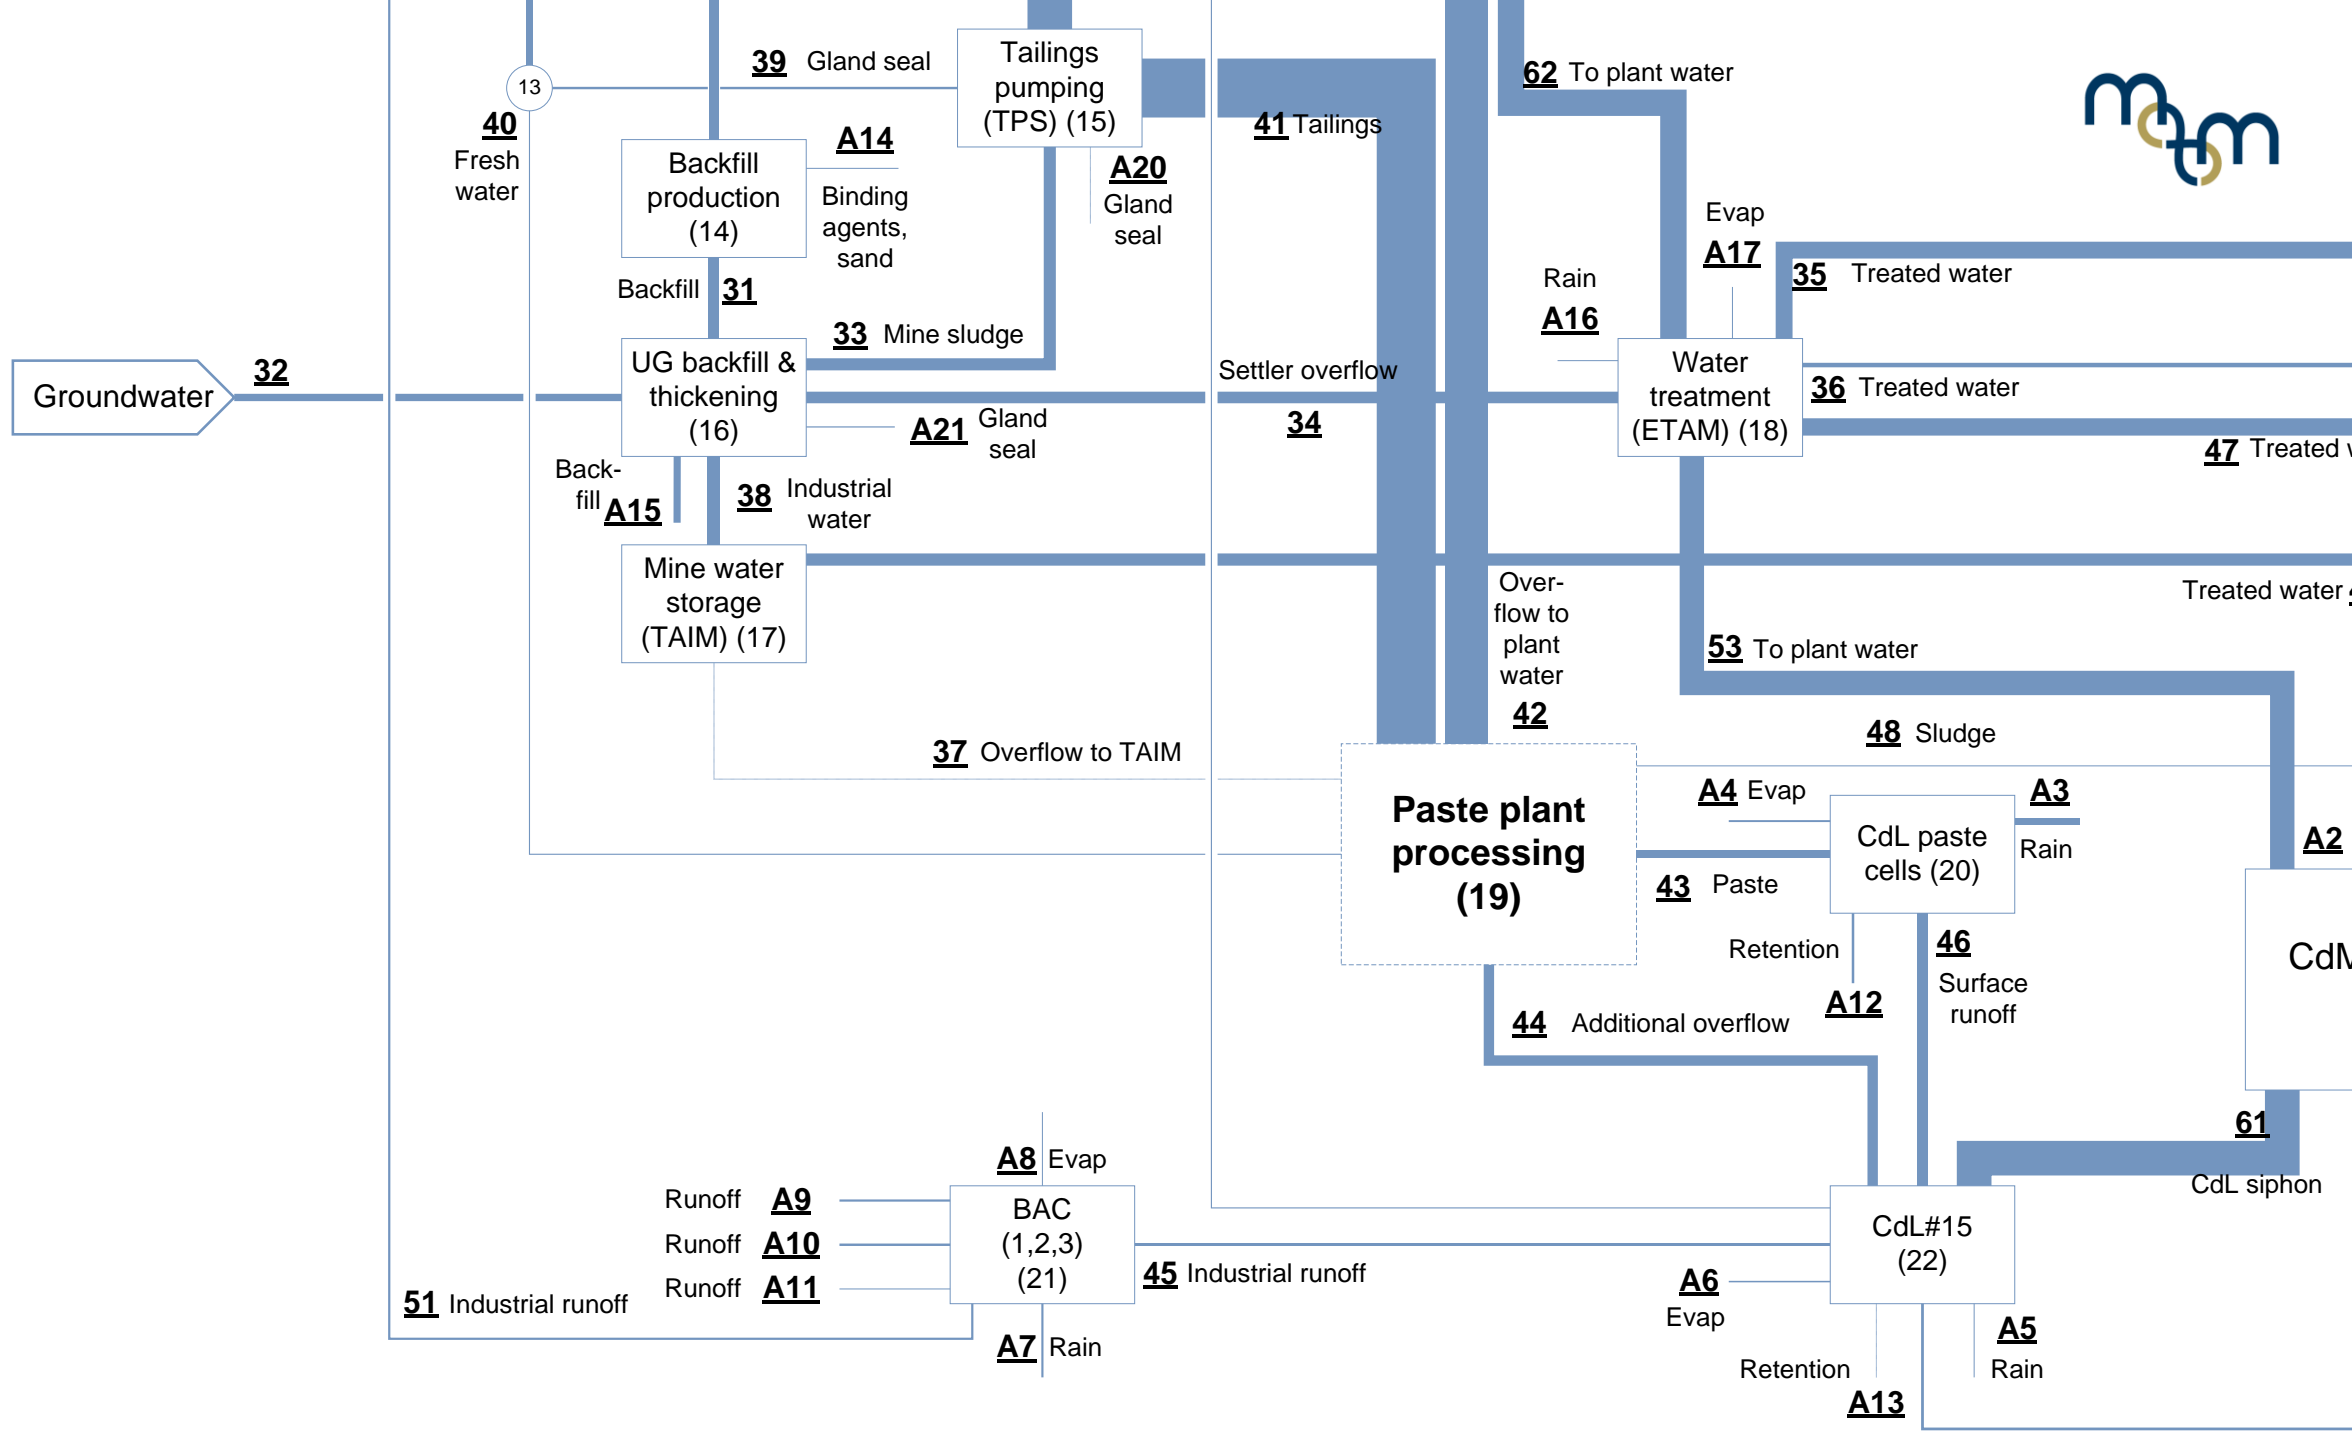 39 Gland seal
Tailings
pumping
(TPS) (15)
62 To plant water
13
40
Fresh
water
A14
Backfill
production
(14)
Binding
agents,
sand
A20
Gland
seal
41 Tailings
Evap
A17
Rain
A16
35 Treated water
Backfill 31
33 Mine sludge
Groundwater
32
UG backfill &
thickening
(16)
Settler overflow
34
Water
treatment
(ETAM) (18)
36 Treated water
A21 Gland
seal
47 Treated
Back-
fill A15
38 Industrial
water
Mine water
storage
(TAIM) (17)
Over-
flow to
plant
water
42
Treated water
53 To plant water
37 Overflow to TAIM
48 Sludge
Paste plant
processing
(19)
A4 Evap
CdL paste
cells (20)
A3
Rain
A2
43 Paste
Retention
A12
46
Surface
runoff
44 Additional overflow
61
CdL siphon
A8 Evap
Runoff A9
Runoff A10
Runoff A11
BAC
(1,2,3)
(21)
45 Industrial runoff
CdL#15
(22)
A6
Evap
51 Industrial runoff
A7 Rain
A5
Rain
Retention
A13